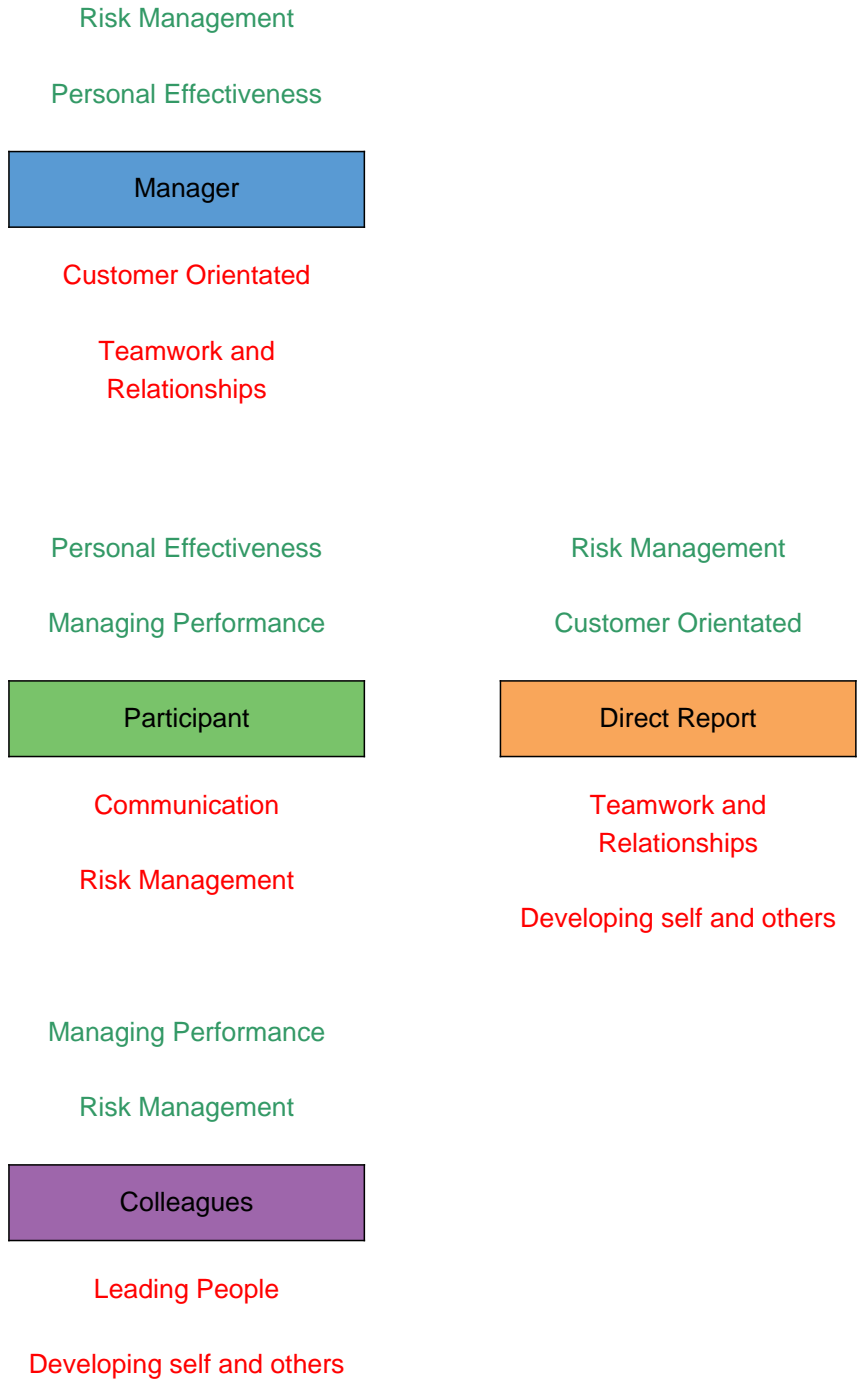 Risk Management
Personal Effectiveness
Manager
Customer Orientated
Teamwork and
Relationships
Personal Effectiveness
Managing Performance
Participant
Communication
Risk Management
Risk Management
Customer Orientated
Direct Report
Teamwork and
Relationships
Developing self and others
Managing Performance
Risk Management
Colleagues
Leading People
Developing self and others